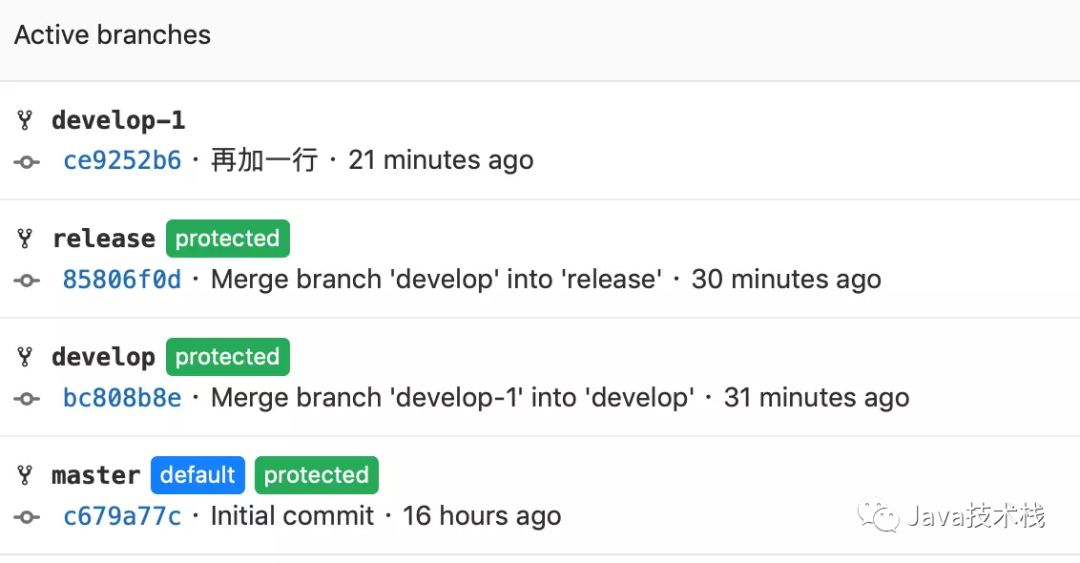 Active branches
develop-1
ce9252b6 · 再加一行 · 21 minutes ago
release protected
85806f0d · Merge branch 'develop' into 'release' · 30 minutes ago
develop protected
bc808b8e · Merge branch 'develop-1' into 'develop' · 31 minutes ago
master default protected
c679a77c · Initial commit · 16 hours ago
Java技术栈